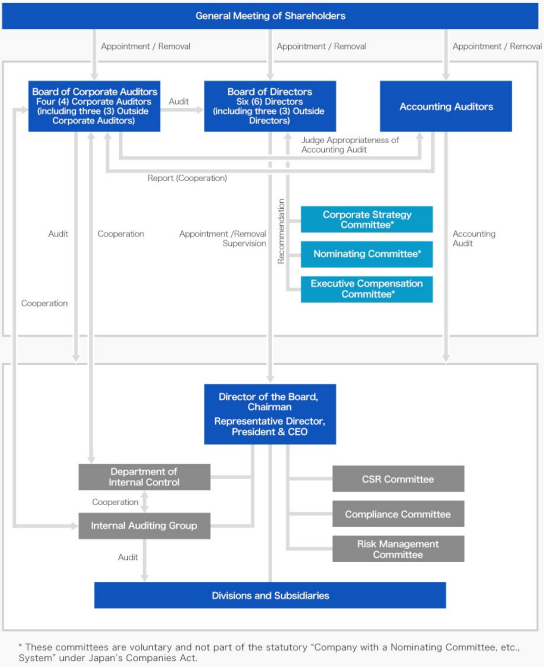 General Meeting of Shareholders
Appointment / Removal
Appointment / Removal
Appointment / Removal
Board of Corporate Auditors
Four (4) Corporate Auditors
(including three (3) Outside
Corporate Auditors)
Audit
Board of Directors
Six (6) Directors
(including three (3) Outside
Directors)
Accounting Auditors
Judge Appropriateness of
Accounting Audit
Report (Cooperation)
Audit
Cooperation
Appointment /Removal
Supervision
Recommendation
Corporate Strategy
Committee*
Nominating Committee*
Executive Compensation
Committee*
Accounting
Audit
Cooperation
Director of the Board,
Chairman
Representative Director,
President & CEO
Department of
Internal Control
Cooperation
Internal Auditing Group
Audit
CSR Committee
Compliance Committee
Risk Management
Committee
Divisions and Subsidiaries
* These committees are voluntary and not part of the statutory “Company with a Nominating Committee, etc.,
System” under Japan's Companies Act.